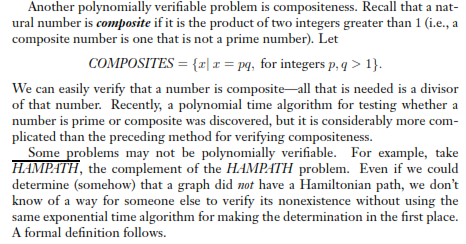 Another polynomially verifiable problem is compositeness. Recall that a nat-
ural number is composite if it is the product of two integers greater than 1 (i.e., a
composite number is one that is not a prime number). Let
COMPOSITES = {x| x = pq, for integers p, q > 1}.
We can easily verify that a number is composite—all that is needed is a divisor
of that number. Recently, a polynomial time algorithm for testing whether a
number is prime or composite was discovered, but it is considerably more com-
plicated than the preceding method for verifying compositeness.
Some problems may not be polynomially verifiable. For example, take
H̅A̅M̅P̅A̅T̅H̅, the complement of the HAMPATH problem. Even if we could
determine (somehow) that a graph did not have a Hamiltonian path, we don't
know of a way for someone else to verify its nonexistence without using the
same exponential time algorithm for making the determination in the first place.
A formal definition follows.